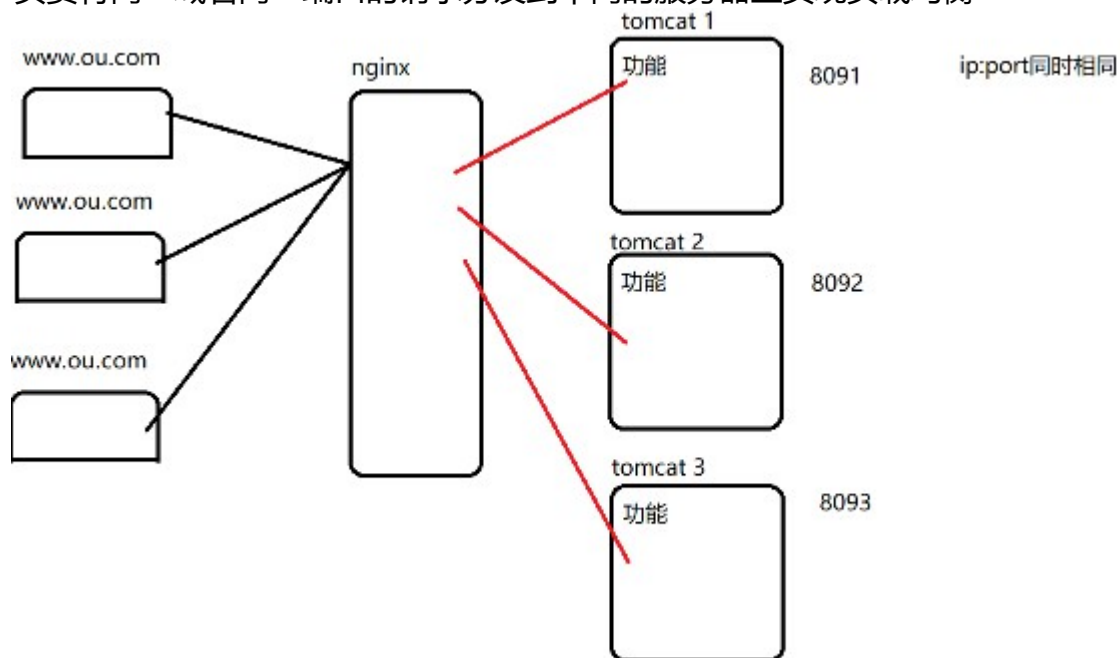 tomcat 1
www.ou.com
nginx
功能
8091
ip:port同时相同
www.ou.com
tomcat 2
功能
8092
www.ou.com
tomcat 3
功能
8093